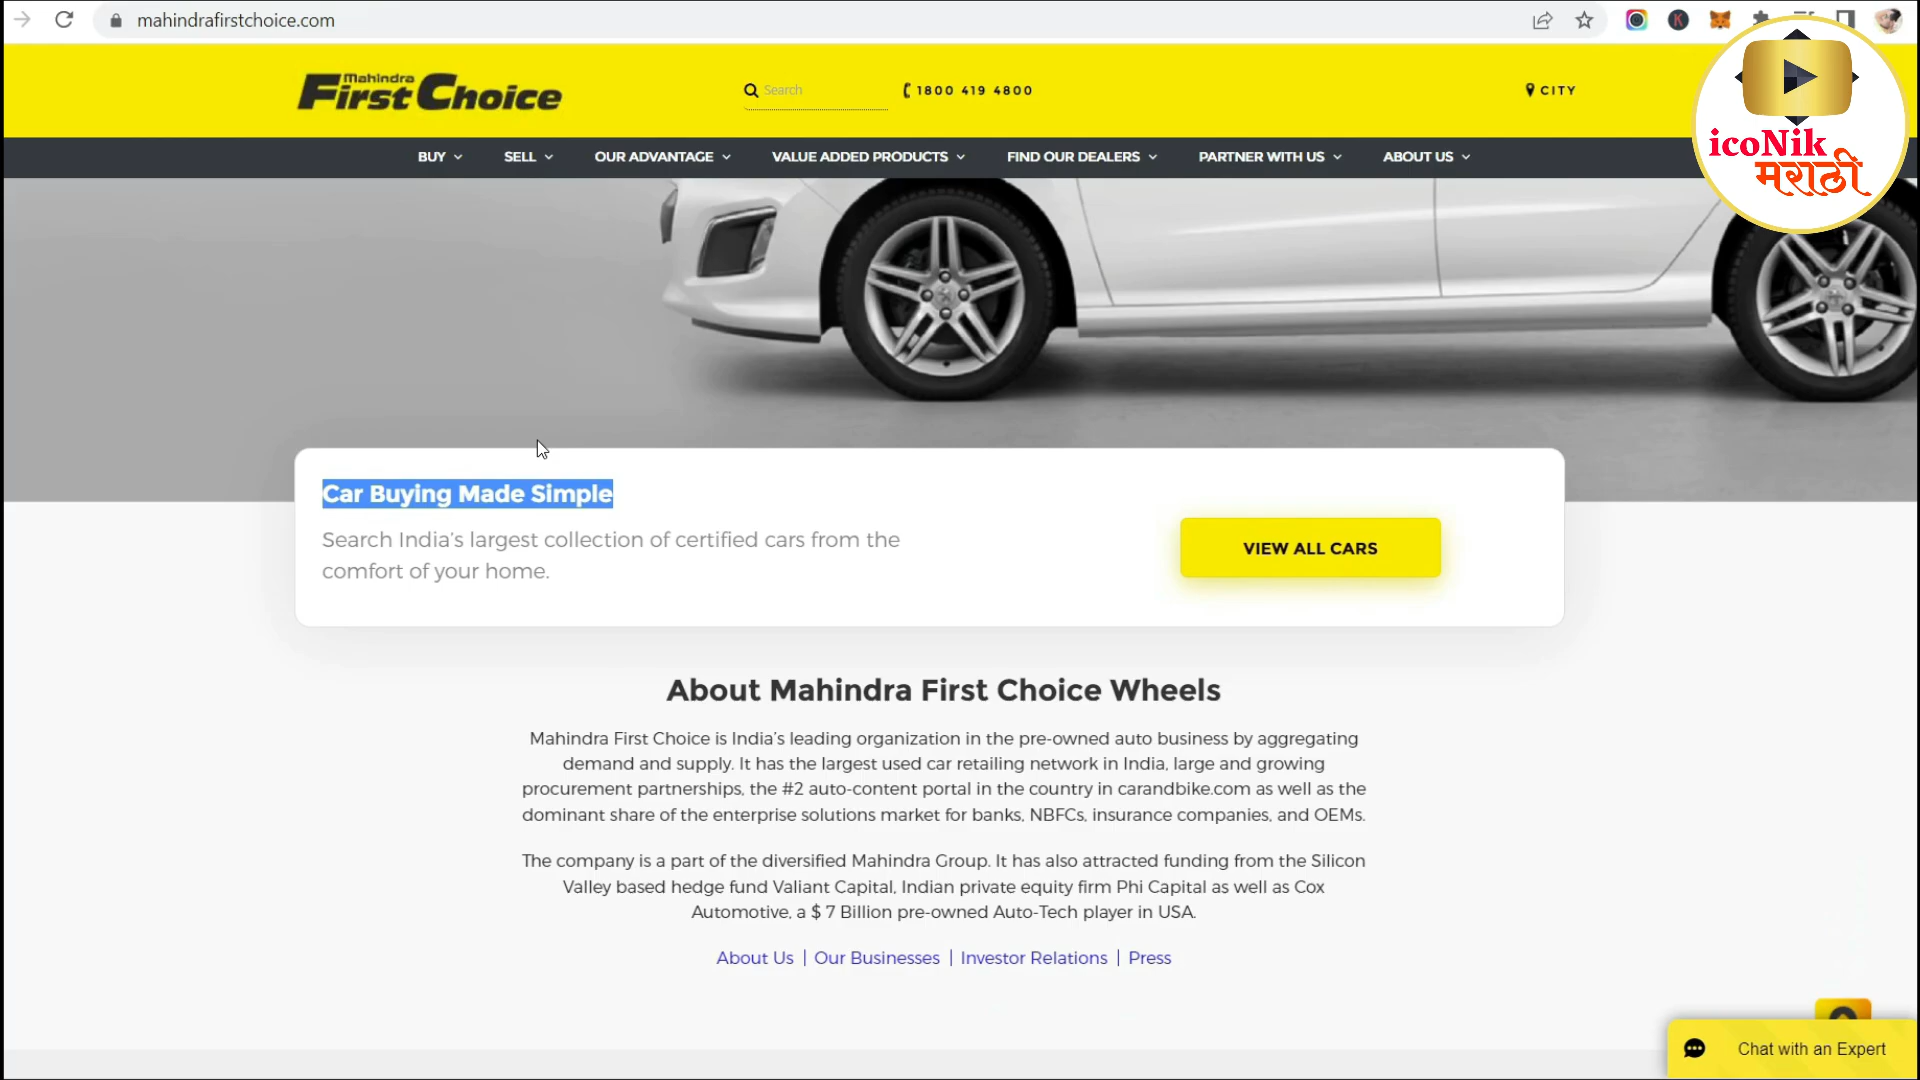 mahindrafirstchoice.com
K
Mahindra
First Choice
Search
1800 419 4800
CITY
icoNik
मराठी
BUY
SELL
OUR ADVANTAGE
VALUE ADDED PRODUCTS
FIND OUR DEALERS
PARTNER WITH US
ABOUT US
Car Buying Made Simple
Search India's largest collection of certified cars from the
comfort of your home.
VIEW ALL CARS
About Mahindra First Choice Wheels
Mahindra First Choice is India's leading organization in the pre-owned auto business by aggregating
demand and supply. It has the largest used car retailing network in India, large and growing
procurement partnerships, the #2 auto-content portal in the country in carandbike.com as well as the
dominant share of the enterprise solutions market for banks, NBFCs, insurance companies, and OEMs.
The company is a part of the diversified Mahindra Group. It has also attracted funding from the Silicon
Valley based hedge fund Valiant Capital, Indian private equity firm Phi Capital as well as Cox
Automotive, a $ 7 Billion pre-owned Auto-Tech player in USA.
About Us | Our Businesses | Investor Relations | Press
Chat with an Expert